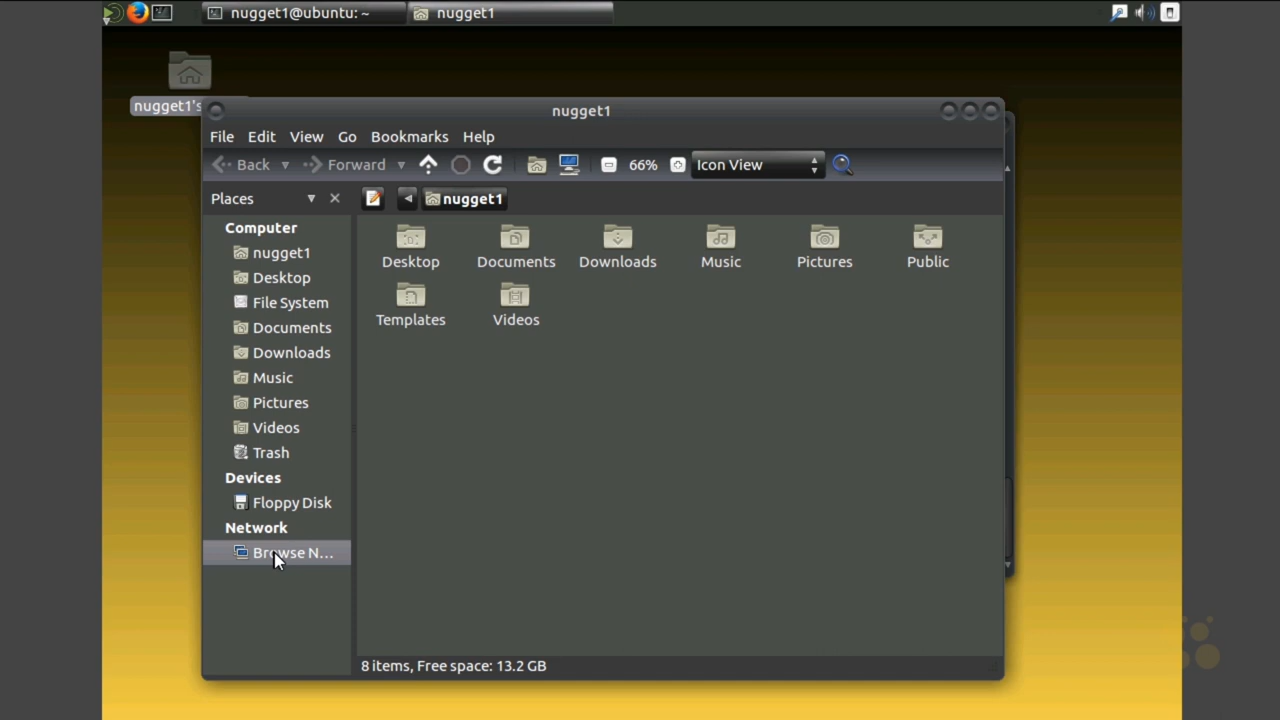 nugget1@ubuntu: ~
nugget1
nugget1's
nugget1
File Edit View Go Bookmarks Help
Back Forward 66% Icon View
Places nugget1
Computer
nugget1
Desktop
File System
Documents
Downloads
Music
Pictures
Videos
Trash
Devices
Floppy Disk
Network
Browse N...
Desktop Documents Downloads Music Pictures Public
Templates Videos
8 items, Free space: 13.2 GB